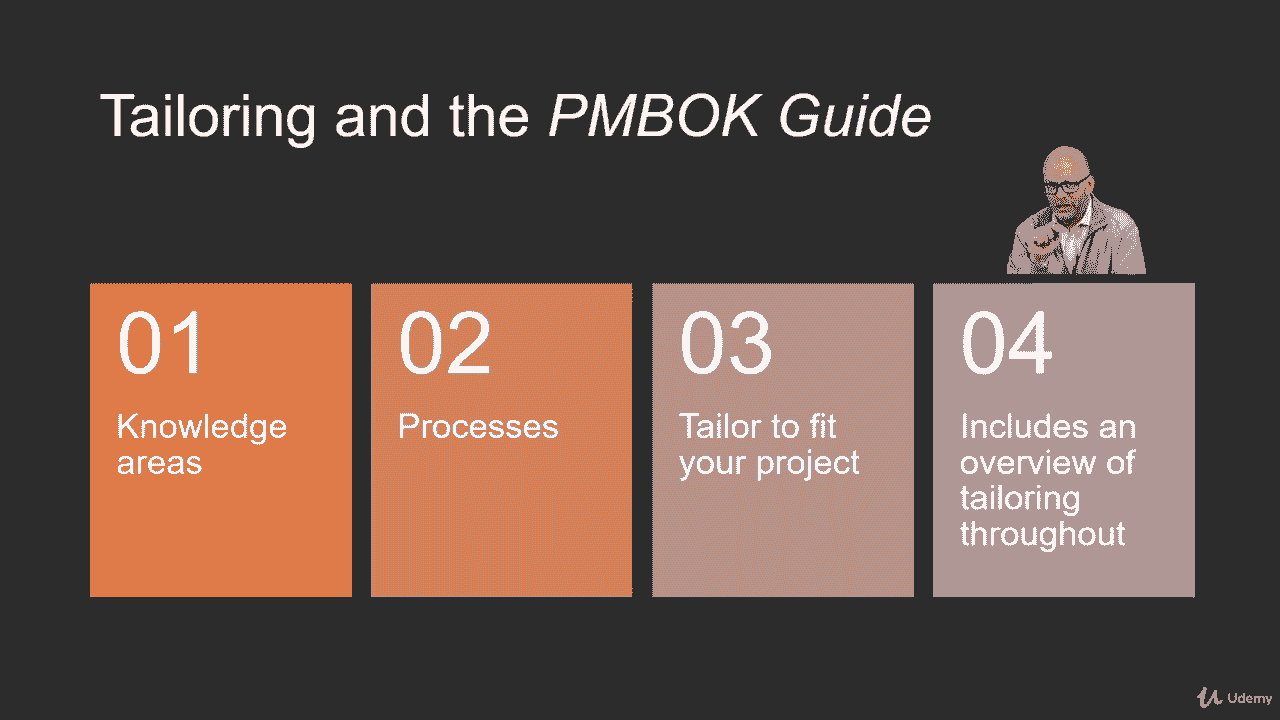 Tailoring and the PMBOK Guide
01
Knowledge
areas
02
Processes
03
Tailor to fit
your project
04
Includes an
overview of
tailoring
throughout
Udemy